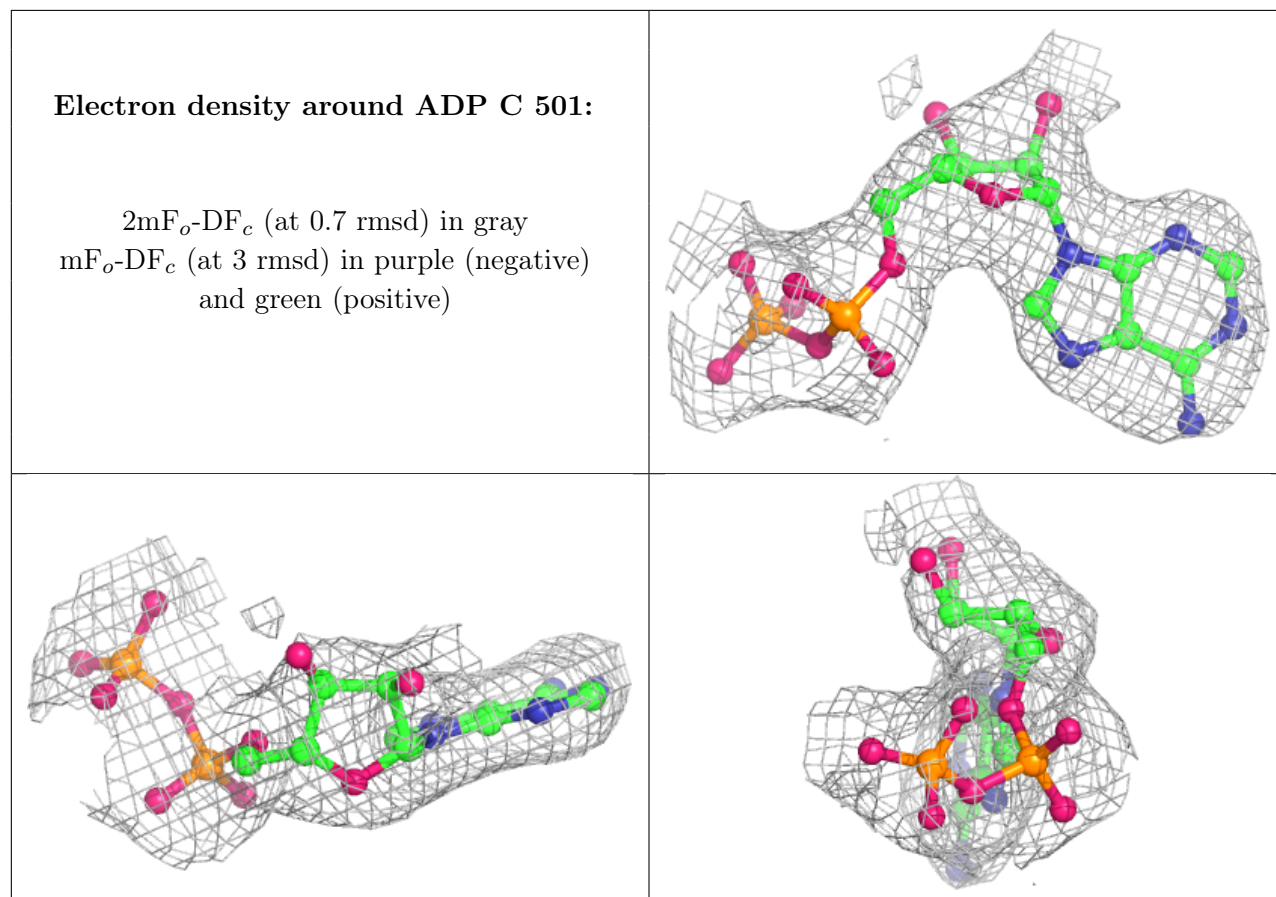 Electron density around ADP C 501:
2mFo-DFc (at 0.7 rmsd) in gray
mFo-DFc (at 3 rmsd) in purple (negative)
and green (positive)